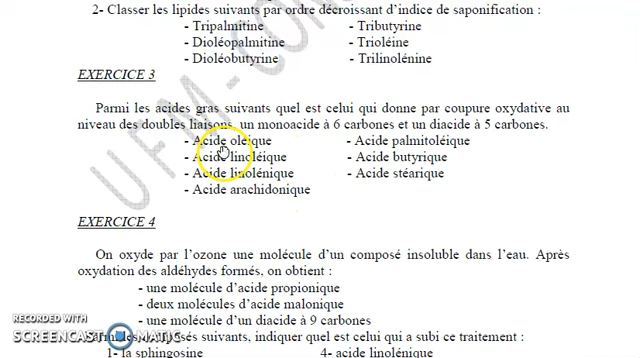 2- Classer les lipides suivants par ordre décroissant d’indice de saponification :
- Tripalmitine - Tributyrine
- Dioléopalmitine - Trioléine
- Dioléobutyrine - Trilinolénine
EXERCICE 3
Parmi les acides gras suivants quel est celui qui donne par coupure oxydative au
niveau des doubles liaisons, un monoacide à 6 carbones et un diacide à 5 carbones.
- Acide oléique - Acide palmitoléique
- Acide linoléique - Acide butyrique
- Acide linolénique - Acide stéarique
- Acide arachidonique
EXERCICE 4
On oxyde par l’ozone une molécule d’un composé insoluble dans l’eau. Après
oxydation des aldéhydes formés, on obtient :
- une molécule d’acide propionique
- deux molécules d’acide malonique
- une molécule d’un diacide à 9 carbones
suivants, indiquer quel est celui qui a subi ce traitement :
1- la sphingosine 4- acide linolénique
RECORDED WITH
SCREENCAST MATIC